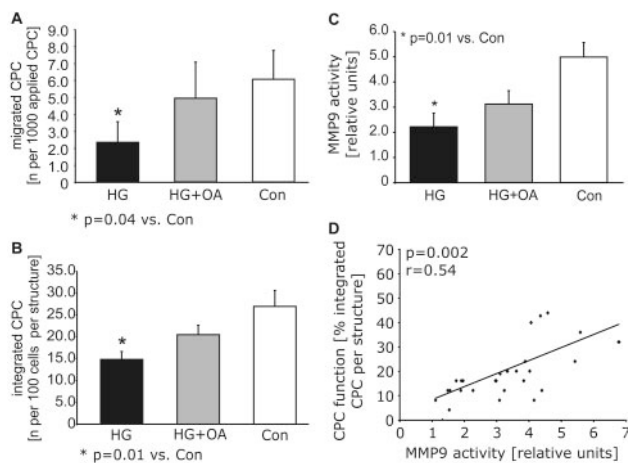 A
migrated CPC
[n per 1000 applied CPC]
9.0
8.0
7.0
6.0
5.0
4.0
3.0
2.0
1.0
*
HG
HG+OA
Con
* p=0.04 vs. Con
B
integrated CPC
[n per 100 cells per structure]
35.0
30.0
25.0
20.0
15.0
10.0
5.0
0
*
HG
HG+OA
Con
* p=0.01 vs. Con
C
* p=0.01 vs. Con
MMP9 activity
[relative units]
6.0
5.0
4.0
3.0
2.0
1.0
*
HG
HG+OA
Con
D
p=0.002
r=0.54
CPC function [% integrated
CPC per structure]
70
60
50
40
30
20
10
0
0 1 2 3 4 5 6 7
MMP9 activity [relative units]